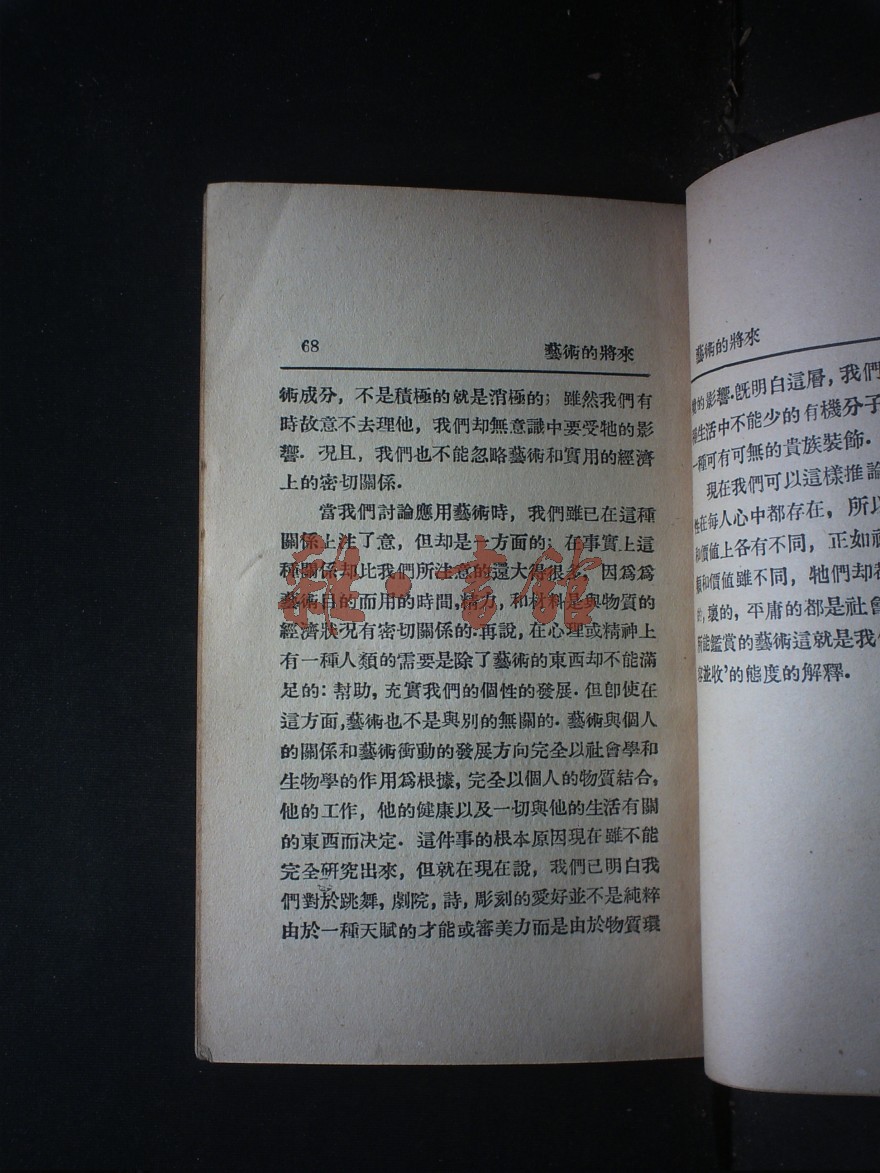 68
藝術的將來
術成分，不是積極的就是消極的；雖然我們有
時故意不去理他，我們却無意識中要受牠的影
響．况且，我們也不能忽略藝術和實用的經濟
上的密切關係．
當我們討論應用藝術時，我們雖已在這種
關係上注了意，但却是大方面的；在事實上這
種關係却比我們所注意的還大得很多，因爲爲
藝術目的而用的時間，精力，和材料是與物質的
經濟狀况有密切關係的．再說，在心理或精神上
有一種人類的需要是除了藝術的東西却不能滿
足的：幫助，充實我們的個性的發展．但卽使在
這方面，藝術也不是與別的無關的．藝術與個人
的關係和藝術衝動的發展方向完全以社會學和
生物學的作用爲根據，完全以個人的物質結合，
他的工作，他的健康以及一切與他的生活有關
的東西而决定．這件事的根本原因現在雖不能
完全研究出來，但就在現在說，我們已明白我
們對於跳舞，劇院，詩，彫刻的愛好並不是純粹
由於一種天賦的才能或審美力而是由於物質環
雜·書館
藝術的將來
的影響．旣明白這層，我們
生活中不能少的有機分子
一種可有可無的貴族裝飾．
現在我們可以這樣推論
性在每人心中都存在，所以
和價値上各有不同，正如社
類和價値雖不同，牠們却都
的，壞的，平庸的都是社會
所能鑑賞的藝術這就是我們
容並收’的態度的解釋．